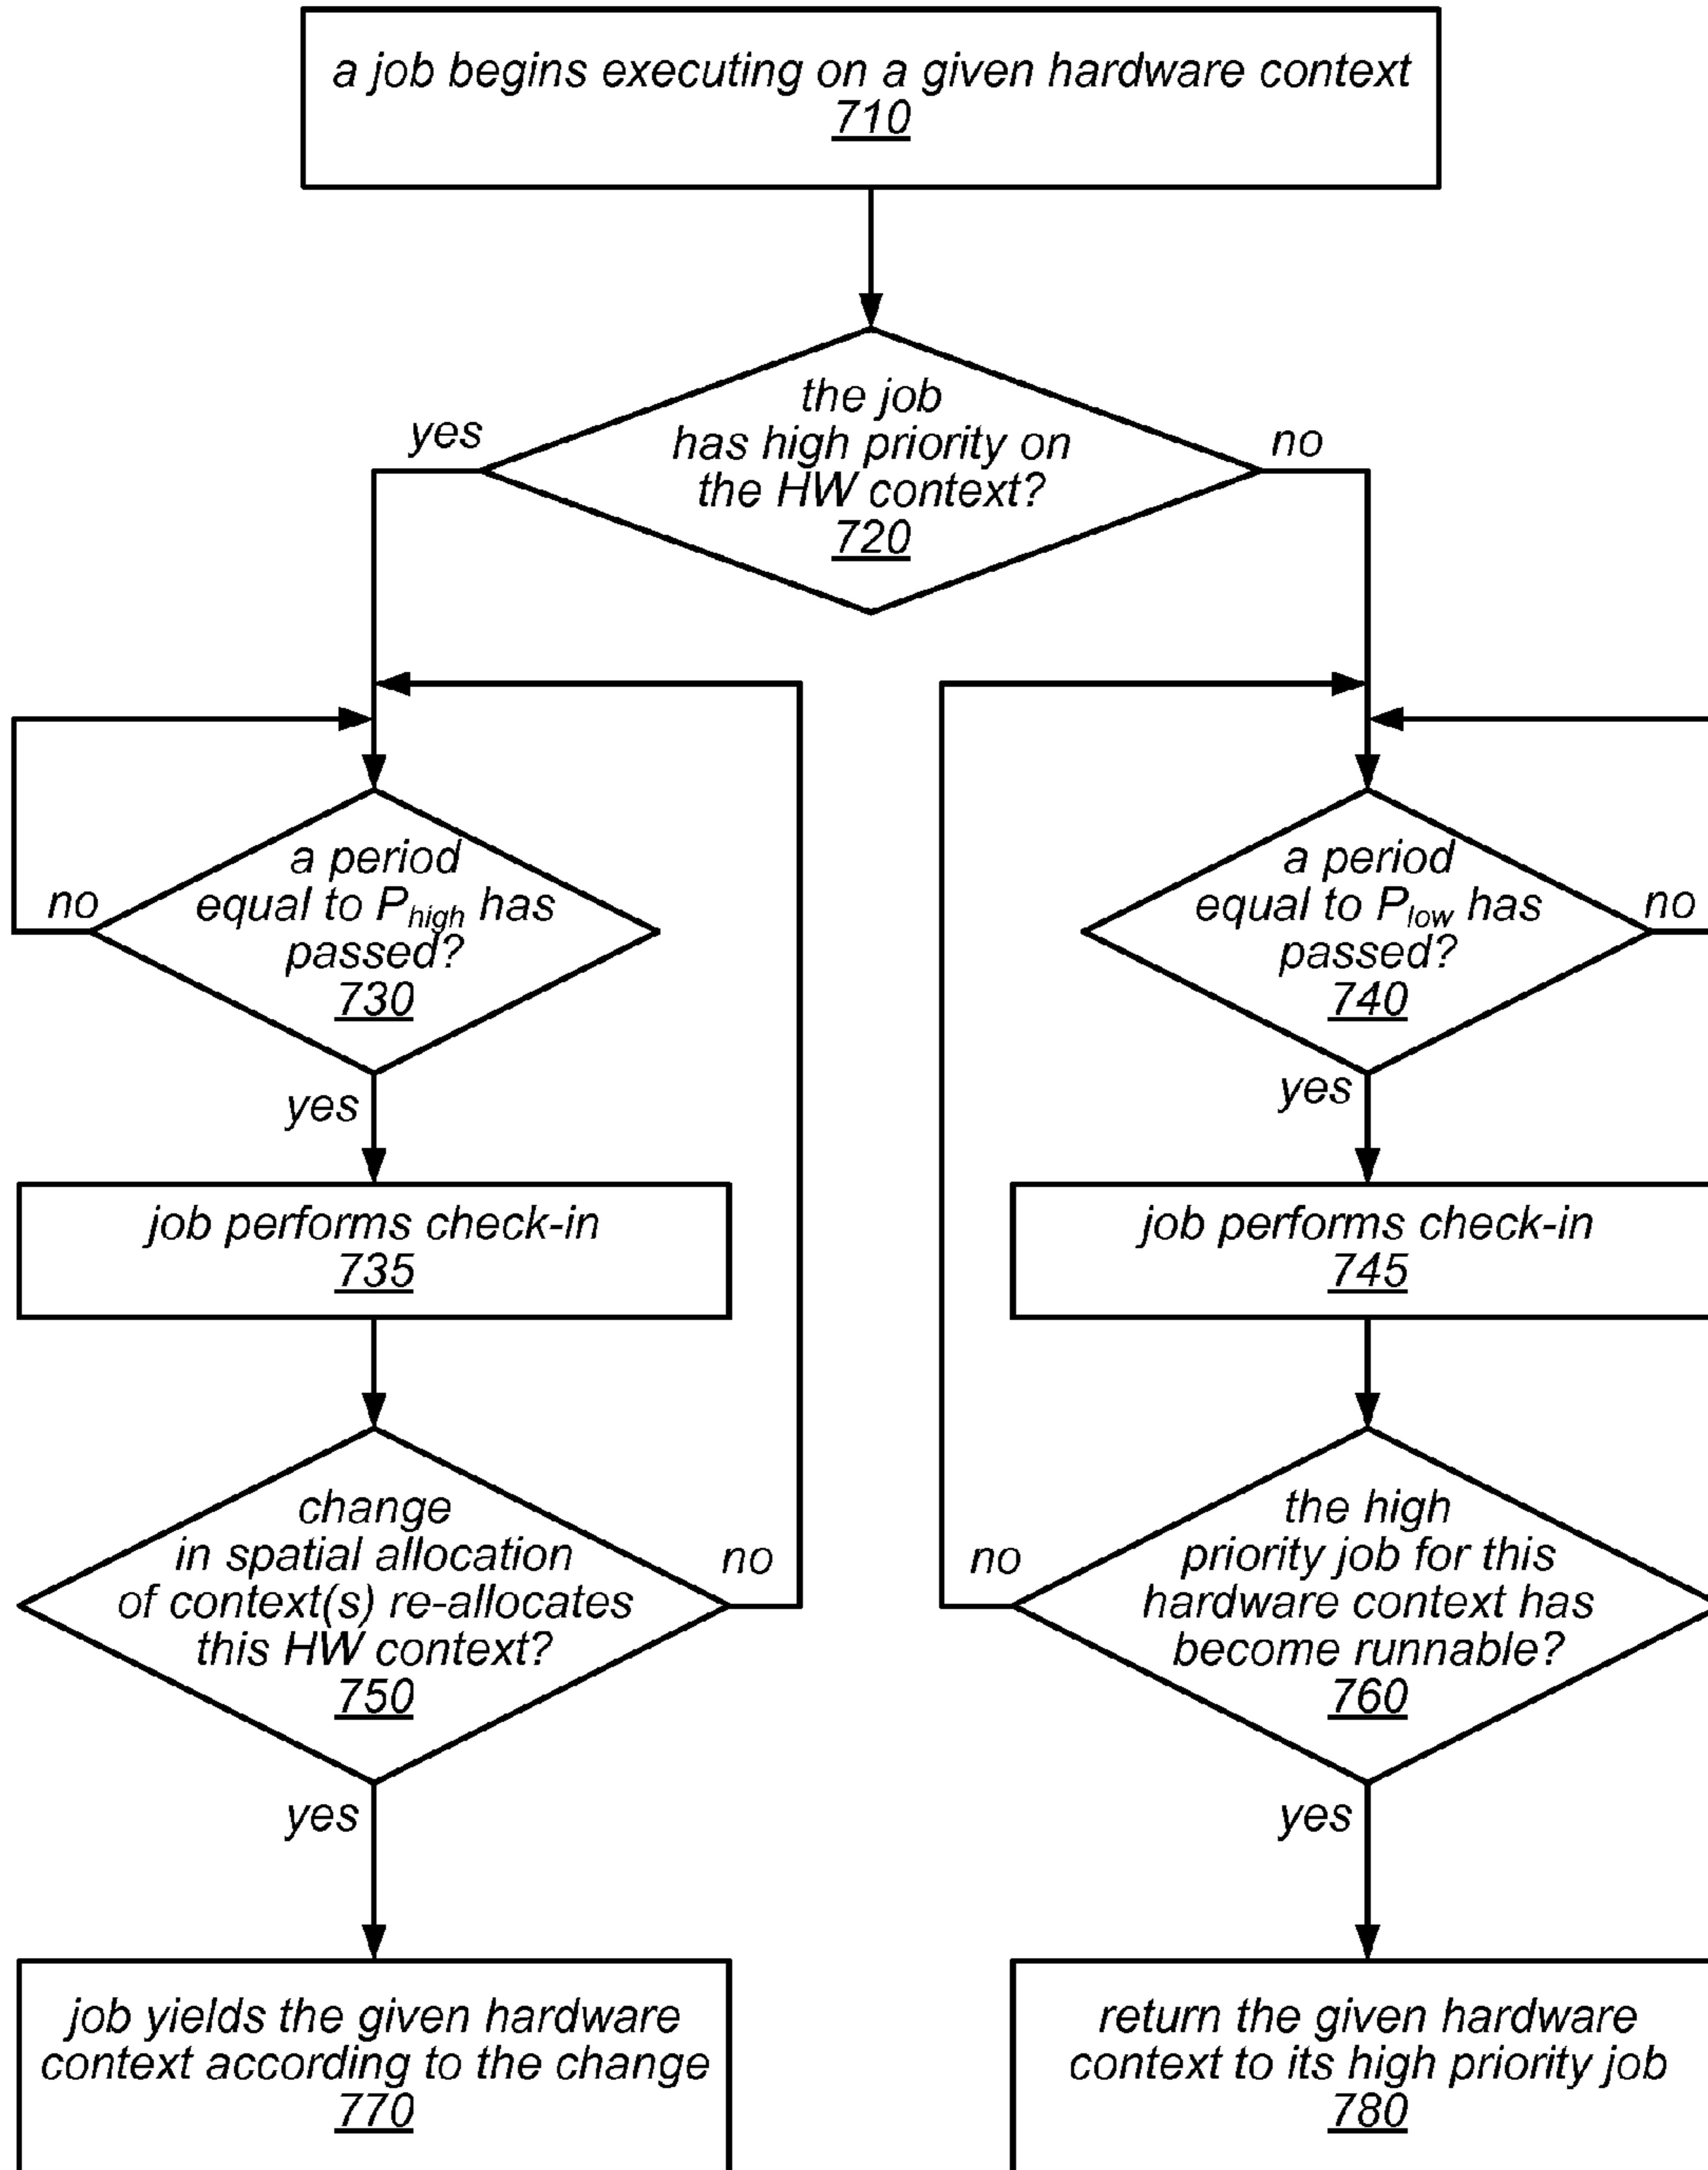 a job begins executing on a given hardware context
710
the job
has high priority on
the HW context?
720
yes
no
a period
equal to Phigh has
passed?
730
no
yes
a period
equal to Plow has
passed?
740
no
yes
job performs check-in
735
job performs check-in
745
change
in spatial allocation
of context(s) re-allocates
this HW context?
750
no
yes
the high
priority job for this
hardware context has
become runnable?
760
no
yes
job yields the given hardware
context according to the change
770
return the given hardware
context to its high priority job
780